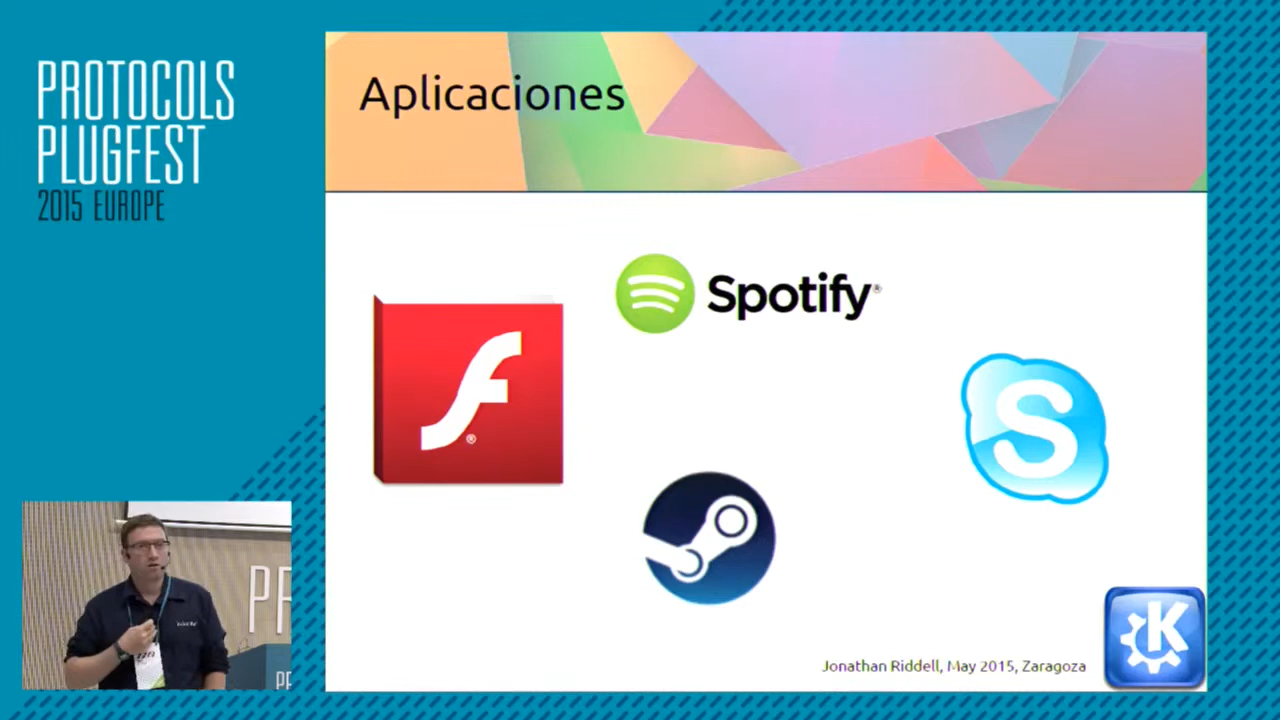 PROTOCOLS
PLUGFEST
2015 EUROPE
Aplicaciones
Spotify®
®
Jonathan Riddell, May 2015, Zaragoza